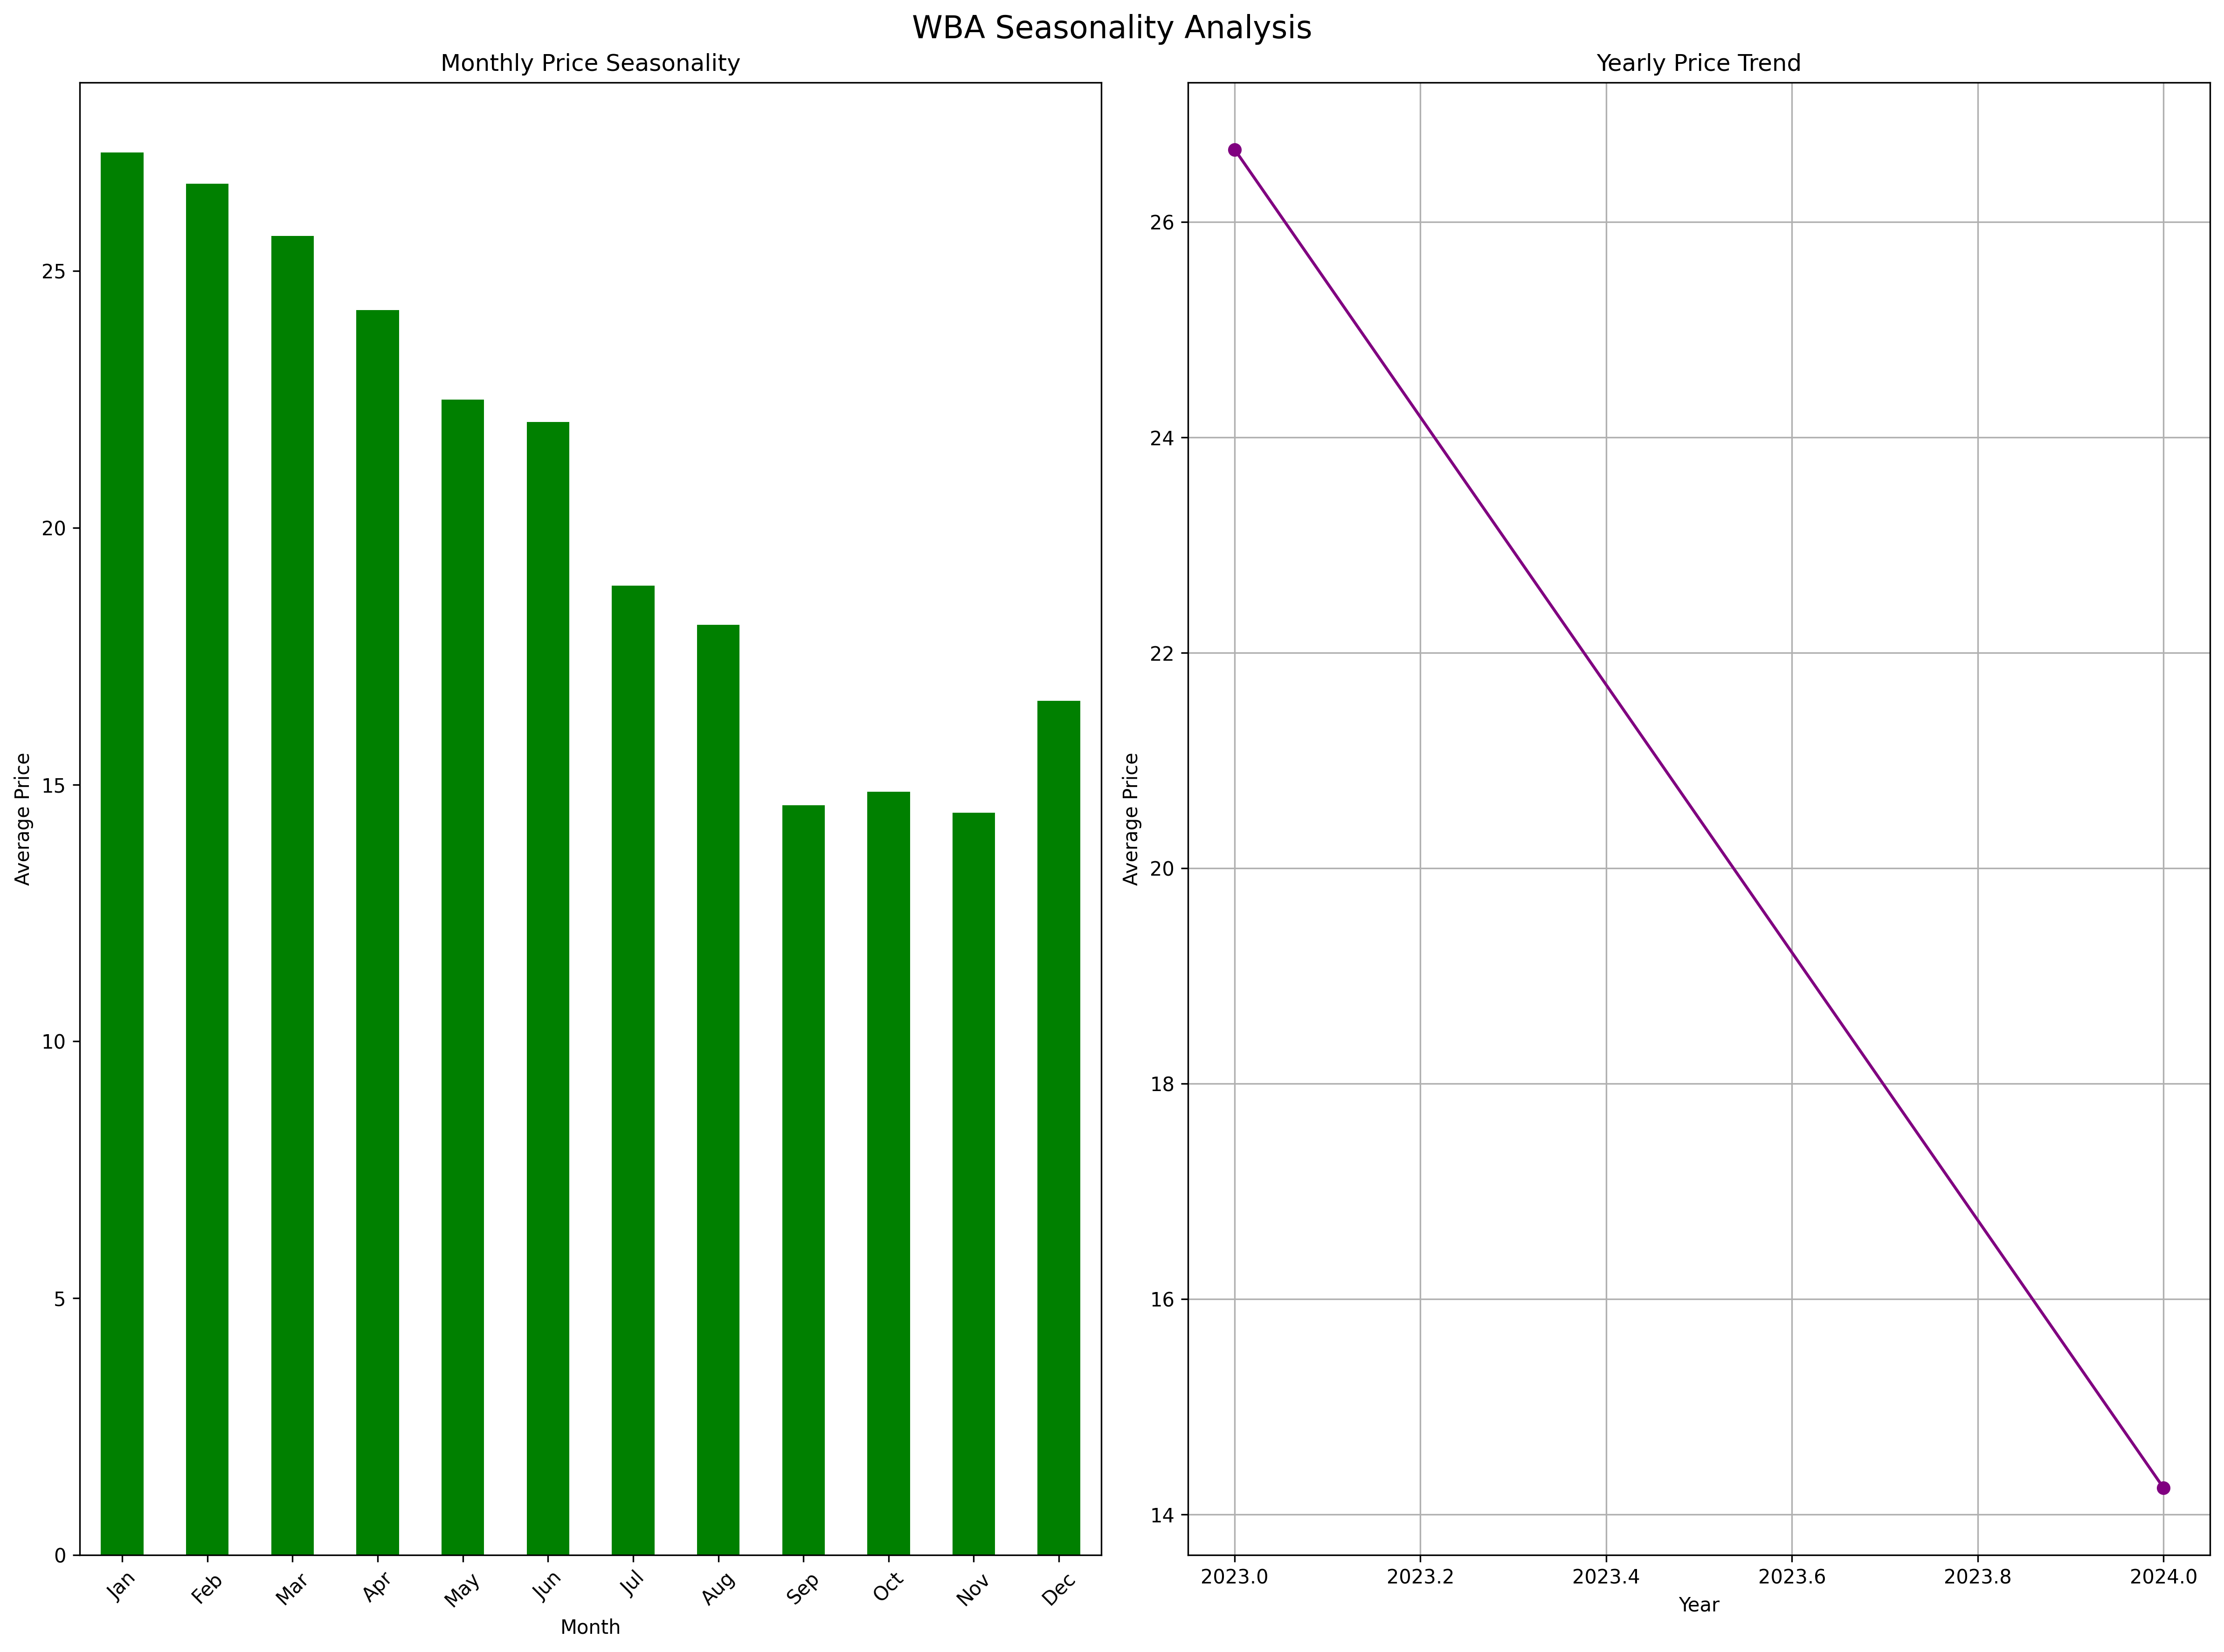 WBA Seasonality Analysis
Monthly Price Seasonality
Average Price
25
20
15
10
5
0
Jan
Feb
Mar
Apr
May
Jun
Jul
Aug
Sep
Oct
Nov
Dec
Month
Yearly Price Trend
Average Price
26
24
22
20
18
16
14
2023.0
2023.2
2023.4
2023.6
2023.8
2024.0
Year